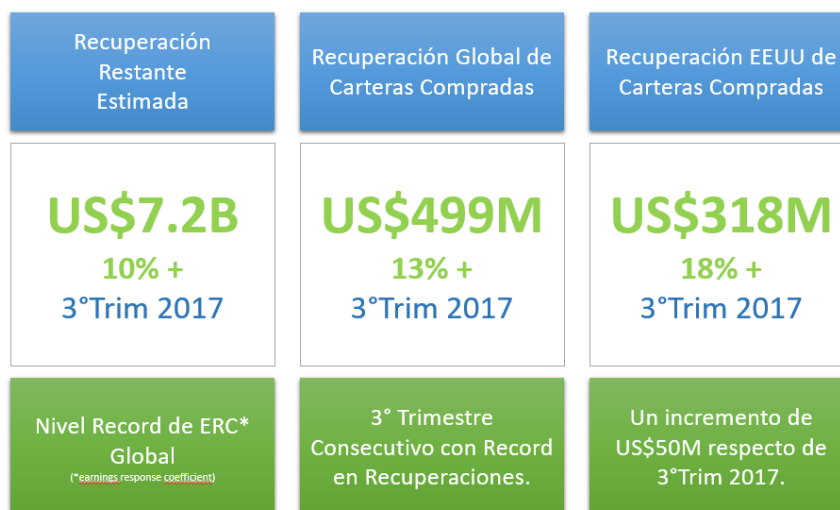 Recuperación
Restante
Estimada
US$7.2B
10% +
3°Trim 2017
Nivel Record de ERC*
Global
(*earnings response coefficient)
Recuperación Global de
Carteras Compradas
US$499M
13% +
3°Trim 2017
3° Trimestre
Consecutivo con Record
en Recuperaciones.
Recuperación EEUU de
Carteras Compradas
US$318M
18% +
3°Trim 2017
Un incremento de
US$50M respecto de
3°Trim 2017.